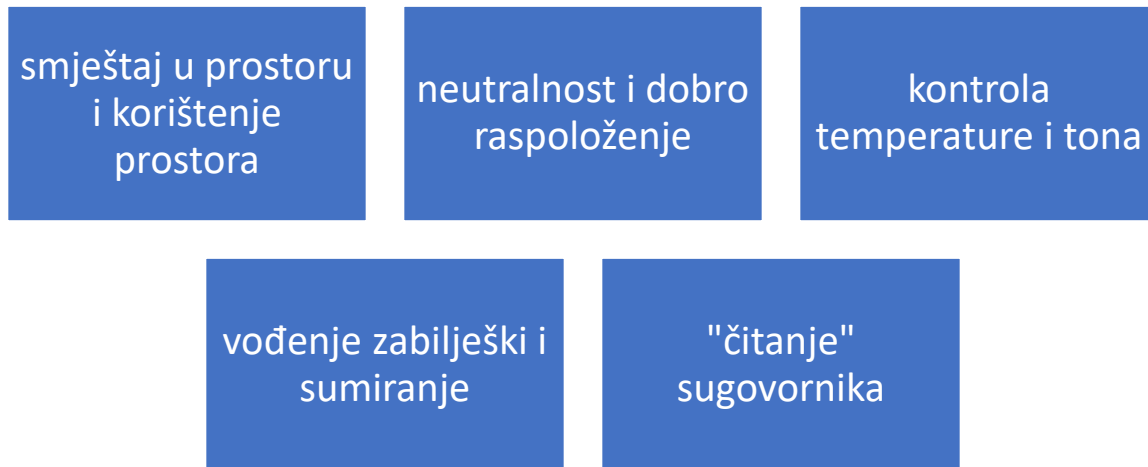 smještaj u prostoru
i korištenje
prostora
neutralnost i dobro
raspoloženje
kontrola
temperature i tona
vođenje zabilješki i
sumiranje
"čitanje"
sugovornika